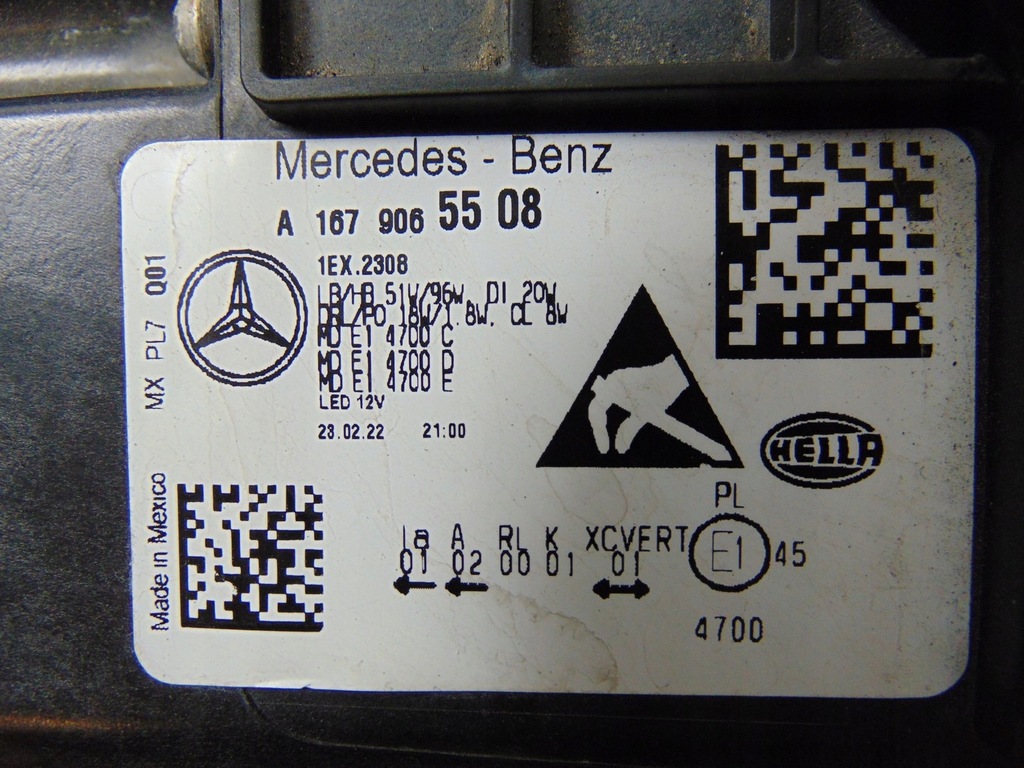 Mercedes - Benz
A 167 906 55 08
1EX.2308
LB/HB 51W/96W, DI 20W
DRL/PO 18W/1.8W, CL 8W
MD E1 4700 C
MD E1 4700 D
MD E1 4700 E
LED 12V
23.02.22 21:00
MX PL7 Q01
Made in Mexico
HELLA
PL
Ia A RL K XCVERT E1 45
01 02 00 01 01
4700